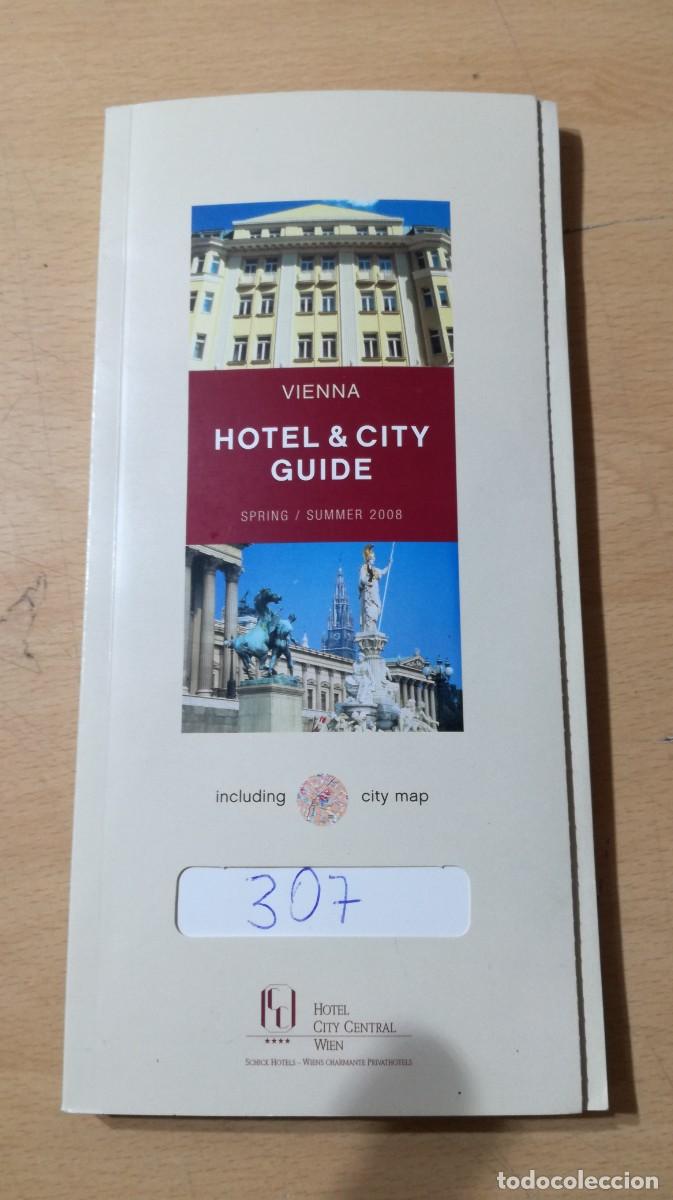 VIENNA
HOTEL & CITY
GUIDE
SPRING / SUMMER 2008
including city map
307
CC
HOTEL
CITY CENTRAL
WIEN
SCHICK HOTELS – WIENS CHARMANTE PRIVATHOTELS
todocoleccion